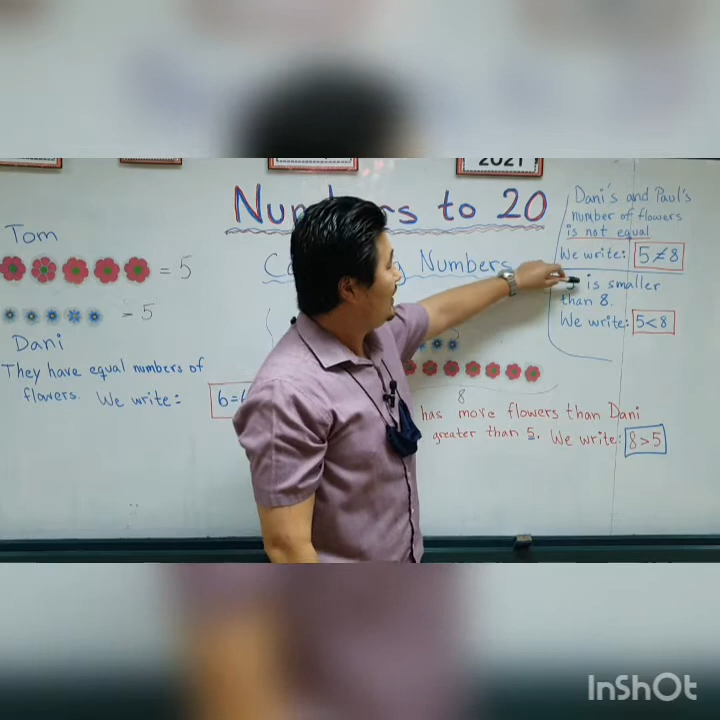 2021
to 20
Numbers
Tom
= 5
= 5
Dani
They have equal numbers of
flowers. We write:
8
has more flowers than Dani
greater than 5. We write: 8>5
Dani's and Paul's
number of flowers
is not equal
We write: 5≠8
is smaller
than 8.
We write: 5<8
InShOt